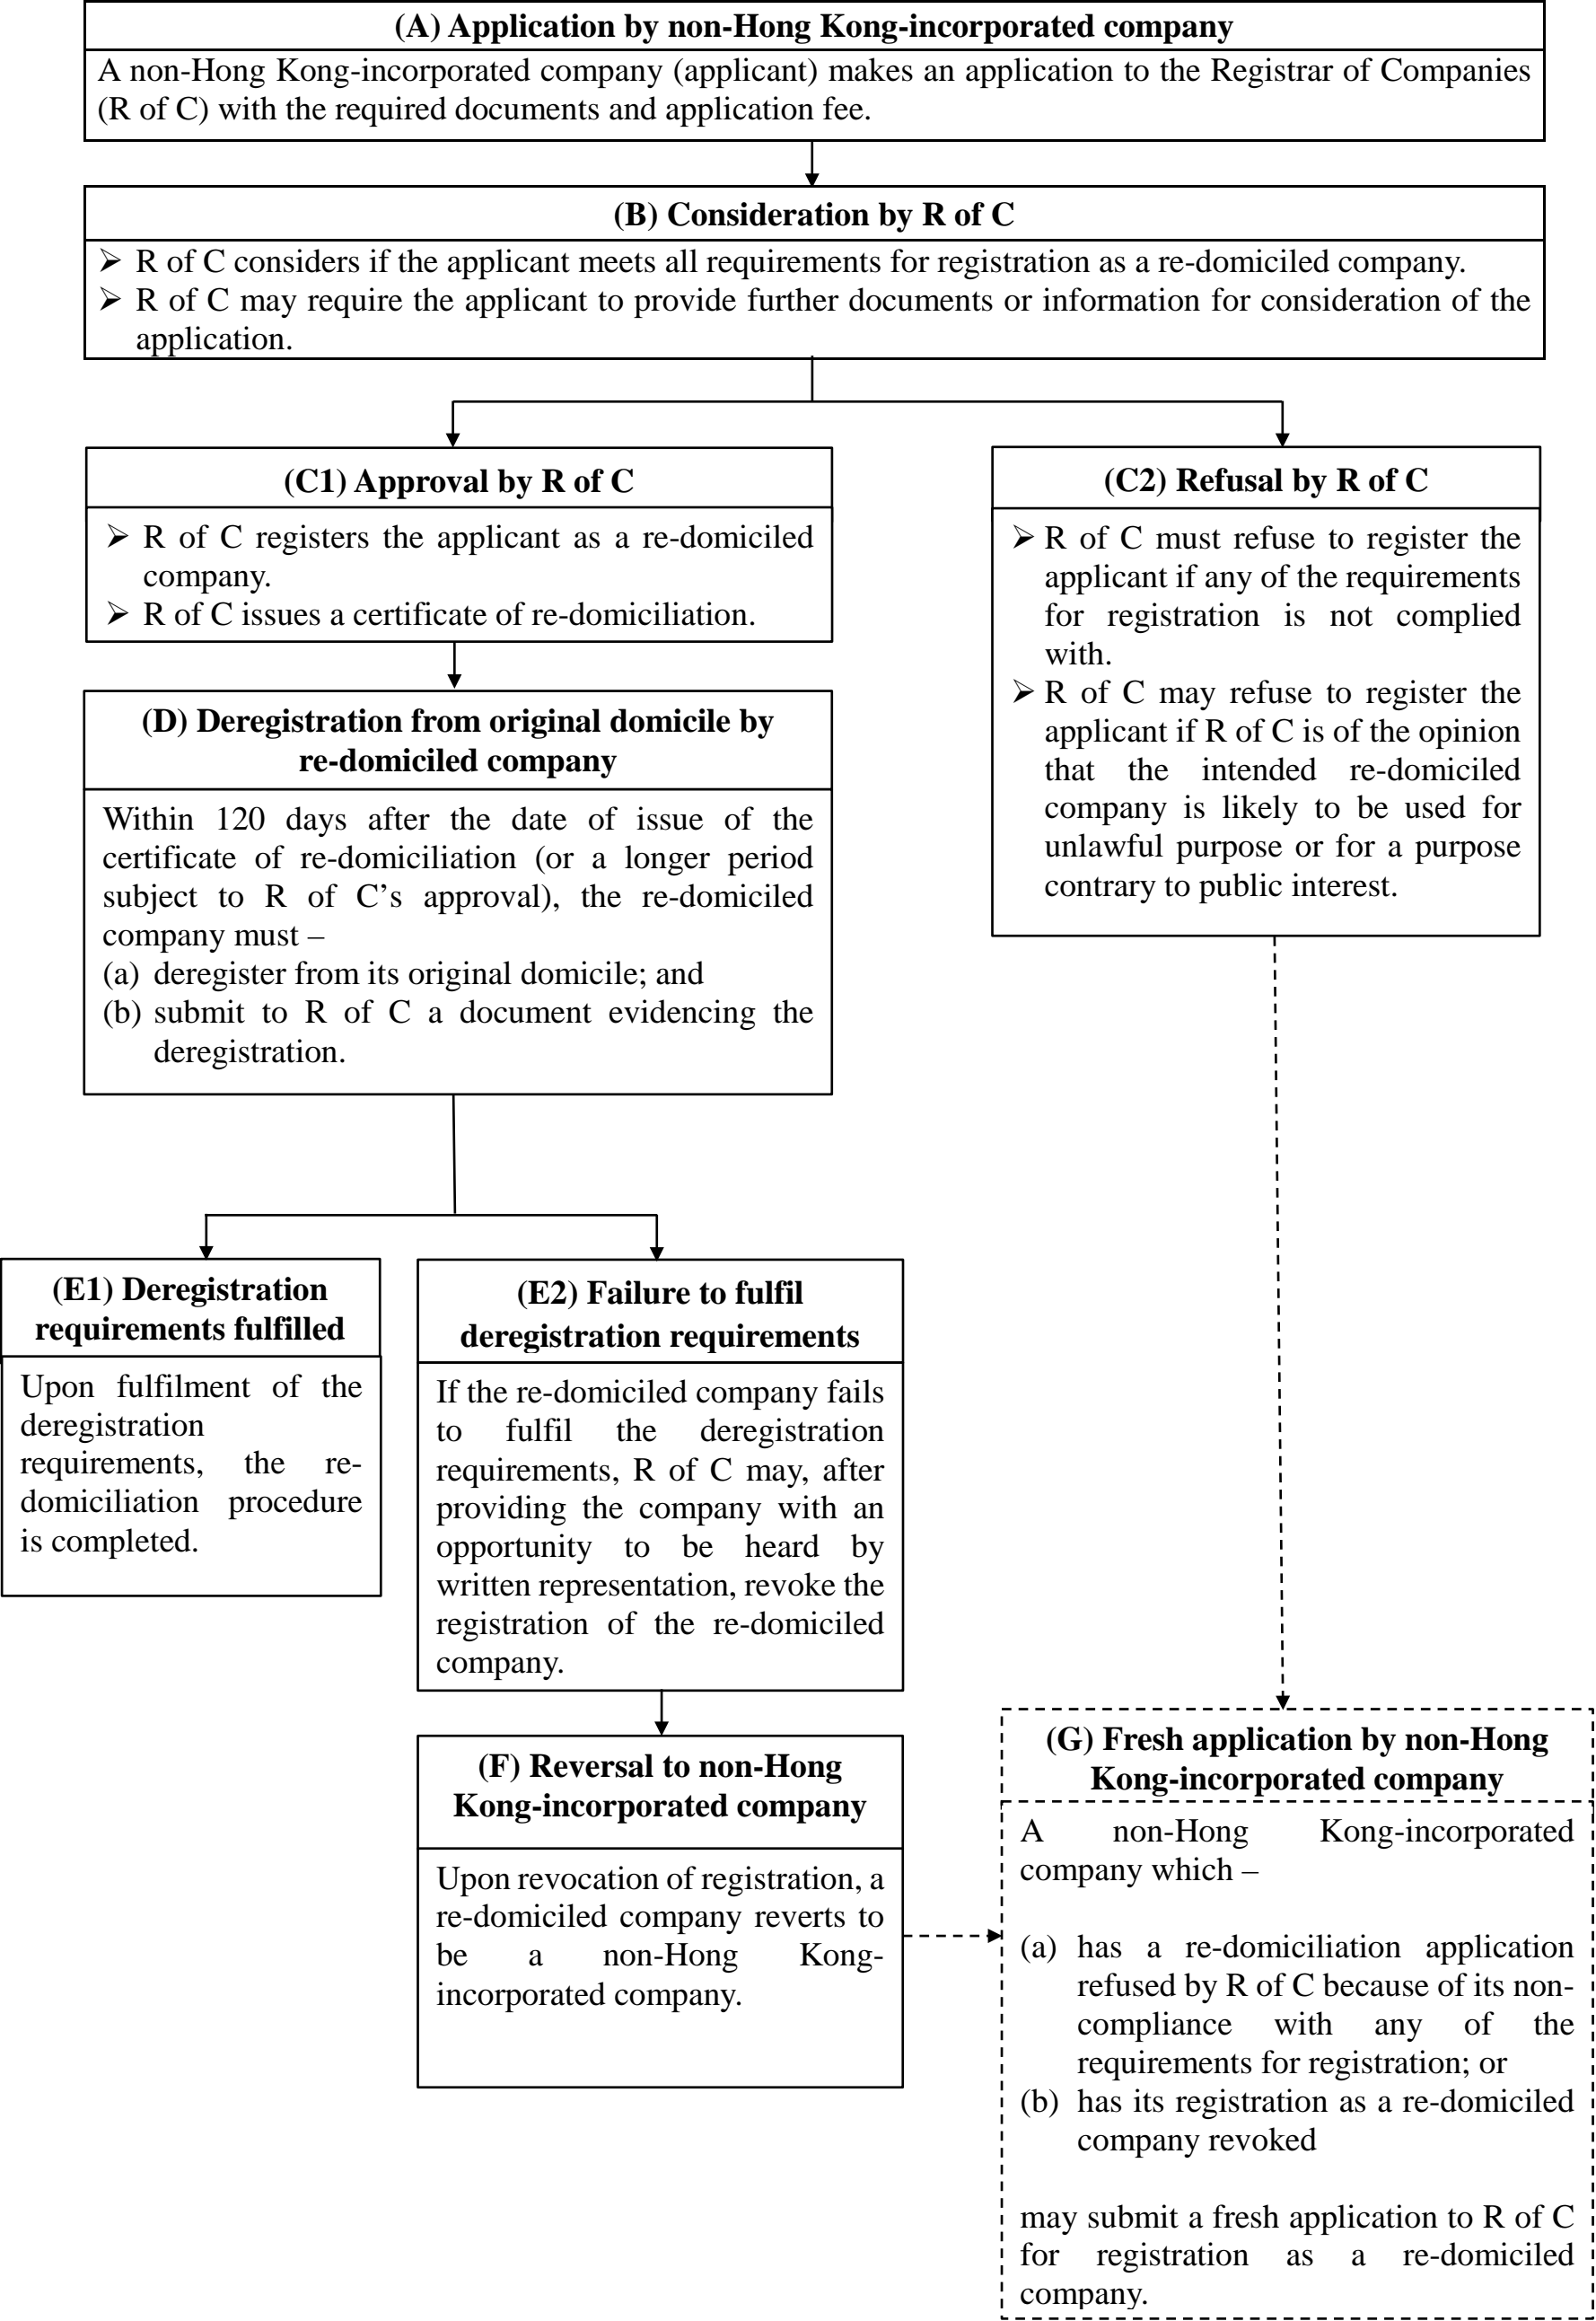 (A) Application by non-Hong Kong-incorporated company
A non-Hong Kong-incorporated company (applicant) makes an application to the Registrar of Companies
(R of C) with the required documents and application fee.
(B) Consideration by R of C
➢ R of C considers if the applicant meets all requirements for registration as a re-domiciled company.
➢ R of C may require the applicant to provide further documents or information for consideration of the
application.
(C1) Approval by R of C
➢ R of C registers the applicant as a re-domiciled
company.
➢ R of C issues a certificate of re-domiciliation.
(C2) Refusal by R of C
➢ R of C must refuse to register the
applicant if any of the requirements
for registration is not complied
with.
➢ R of C may refuse to register the
applicant if R of C is of the opinion
that the intended re-domiciled
company is likely to be used for
unlawful purpose or for a purpose
contrary to public interest.
(D) Deregistration from original domicile by
re-domiciled company
Within 120 days after the date of issue of the
certificate of re-domiciliation (or a longer period
subject to R of C’s approval), the re-domiciled
company must –
(a) deregister from its original domicile; and
(b) submit to R of C a document evidencing the
deregistration.
(E1) Deregistration
requirements fulfilled
Upon fulfilment of the
deregistration
requirements, the re-
domiciliation procedure
is completed.
(E2) Failure to fulfil
deregistration requirements
If the re-domiciled company fails
to fulfil the deregistration
requirements, R of C may, after
providing the company with an
opportunity to be heard by
written representation, revoke the
registration of the re-domiciled
company.
(F) Reversal to non-Hong
Kong-incorporated company
Upon revocation of registration, a
re-domiciled company reverts to
be a non-Hong Kong-
incorporated company.
(G) Fresh application by non-Hong
Kong-incorporated company
A non-Hong Kong-incorporated
company which –
(a) has a re-domiciliation application
refused by R of C because of its non-
compliance with any of the
requirements for registration; or
(b) has its registration as a re-domiciled
company revoked
may submit a fresh application to R of C
for registration as a re-domiciled
company.